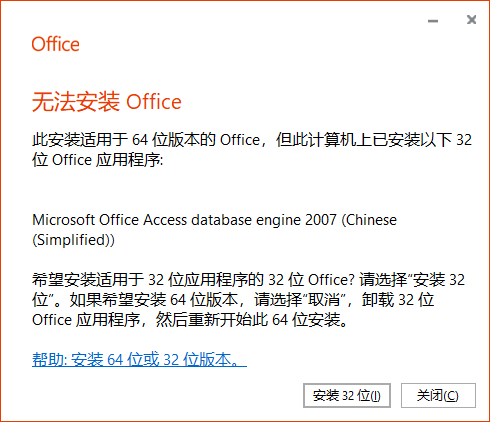 Office
无法安装 Office
此安装适用于 64 位版本的 Office，但此计算机上已安装以下 32
位 Office 应用程序:
Microsoft Office Access database engine 2007 (Chinese
(Simplified))
希望安装适用于 32 位应用程序的 32 位 Office? 请选择“安装 32
位”。如果希望安装 64 位版本，请选择“取消”，卸载 32 位
Office 应用程序，然后重新开始此 64 位安装。
帮助: 安装 64 位或 32 位版本。
安装 32 位(I)
关闭(C)